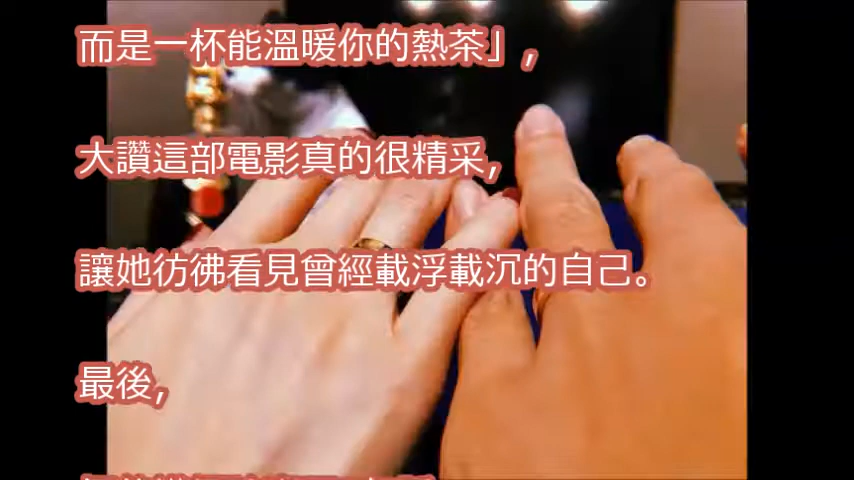 而是一杯能溫暖你的熱茶」,
大讚這部電影真的很精采,
讓她彷彿看見曾經載浮載沉的自己。
最後,